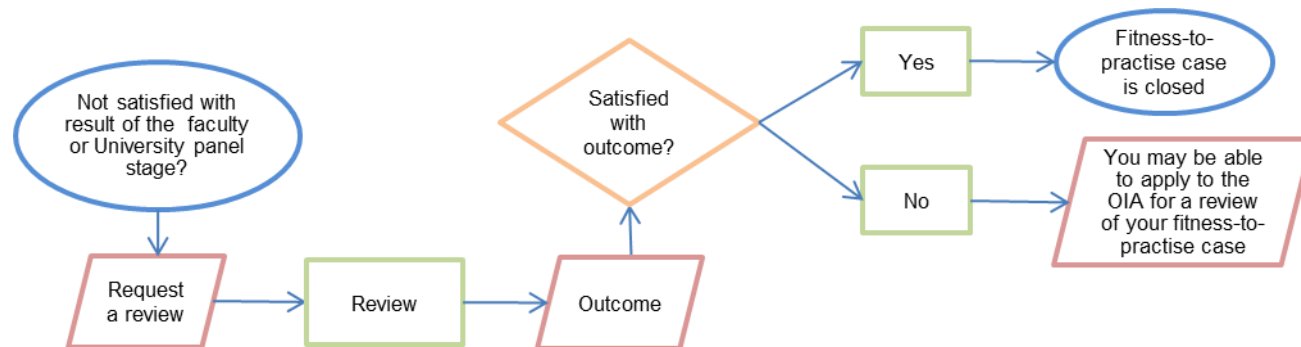 Not satisfied with
result of the faculty
or University panel
stage?
Request
a review
Review
Outcome
Satisfied
with
outcome?
Yes
Fitness-to-
practise case
is closed
No
You may be able
to apply to the
OIA for a review
of your fitness-to-
practise case